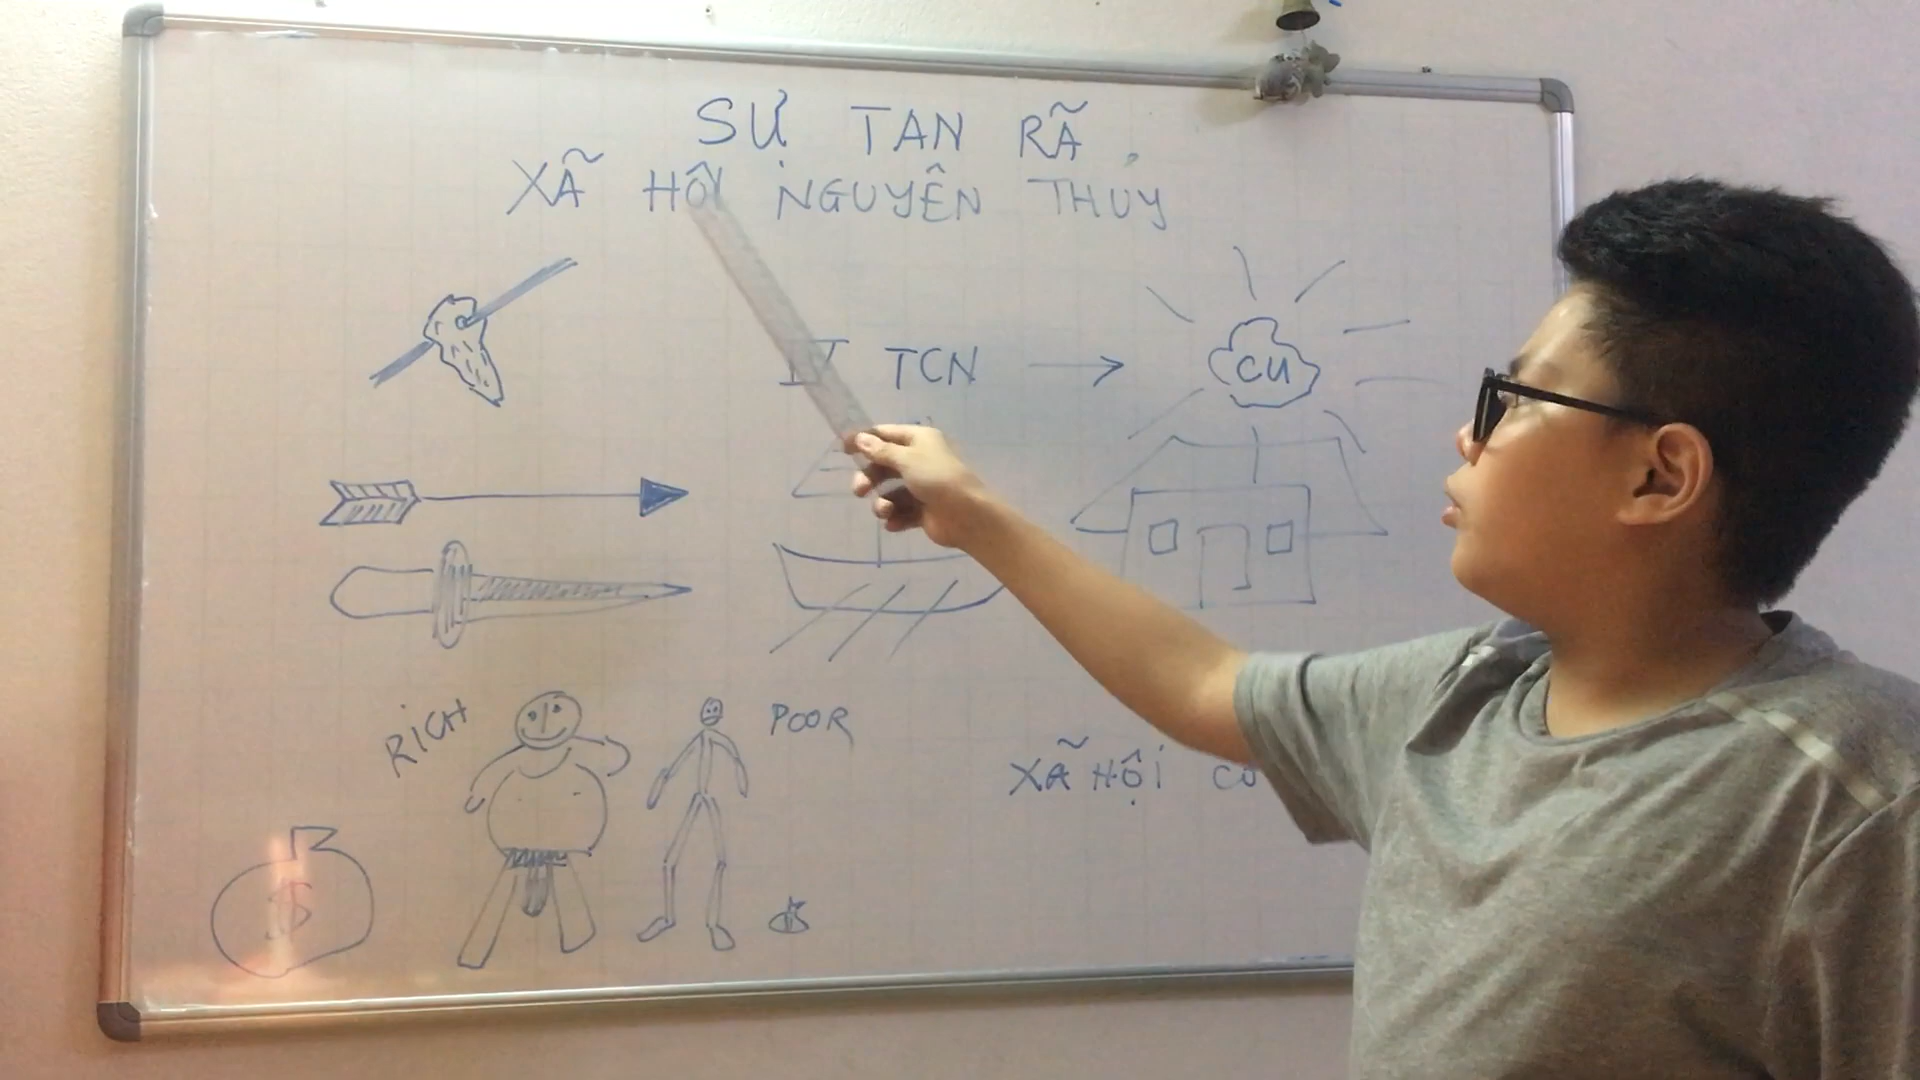 SỰ TAN RÃ
XÃ HỘI NGUYÊN THỦY
TCN → CU
RICH
POOR
XÃ HỘI
$
$